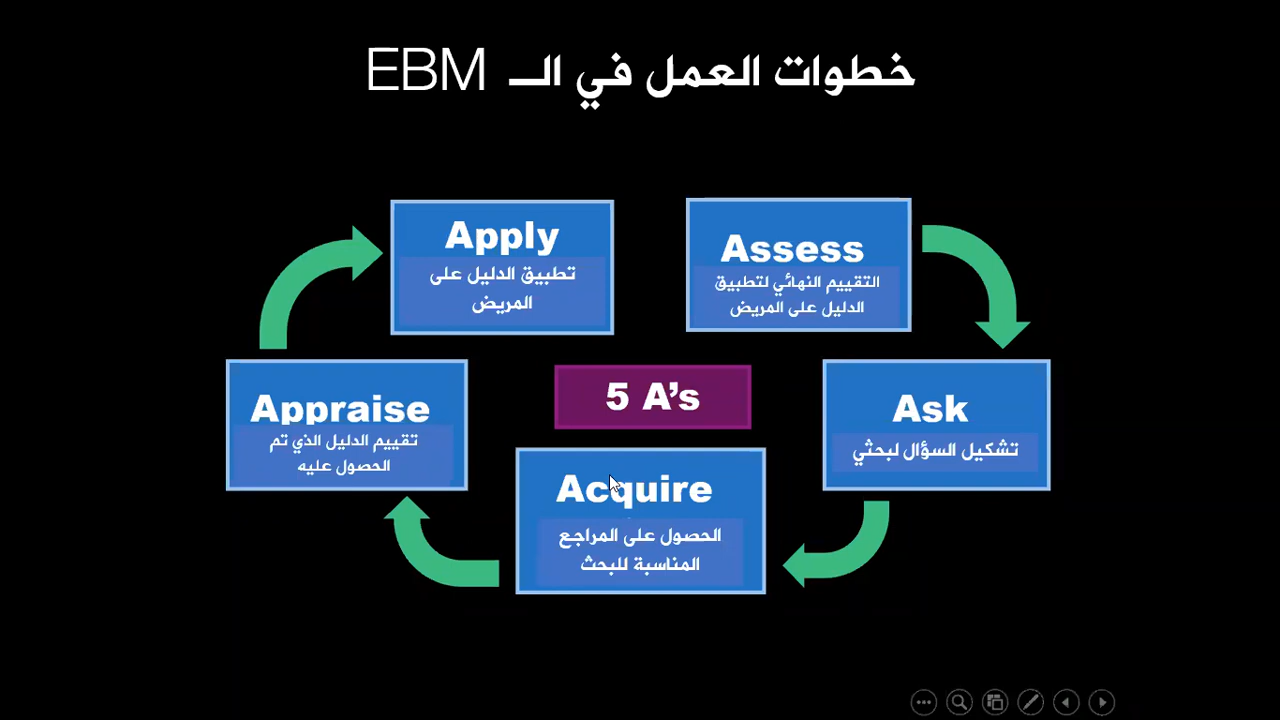 خطوات العمل في الـ EBM
Apply
تطبيق الدليل على
المريض
Assess
التقييم النهائي لتطبيق
الدليل على المريض
Appraise
تقييم الدليل الذي تم
الحصول عليه
5 A's
Ask
تشكيل السؤال لبحثي
Acquire
الحصول على المراجع
المناسبة للبحث